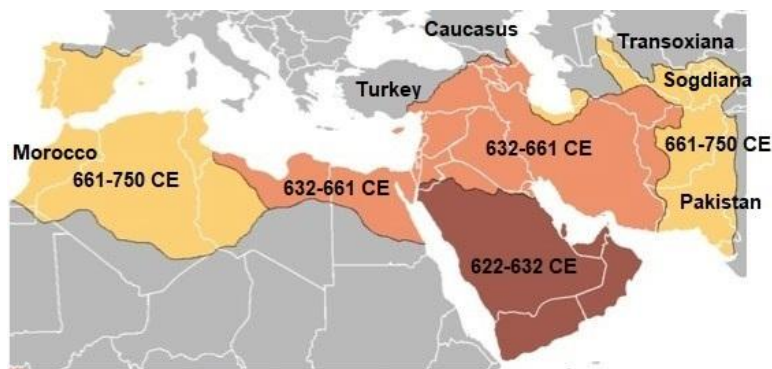 Caucasus
Transoxiana
Turkey
Sogdiana
Morocco
661-750 CE
632-661 CE
632-661 CE
661-750 CE
Pakistan
622-632 CE